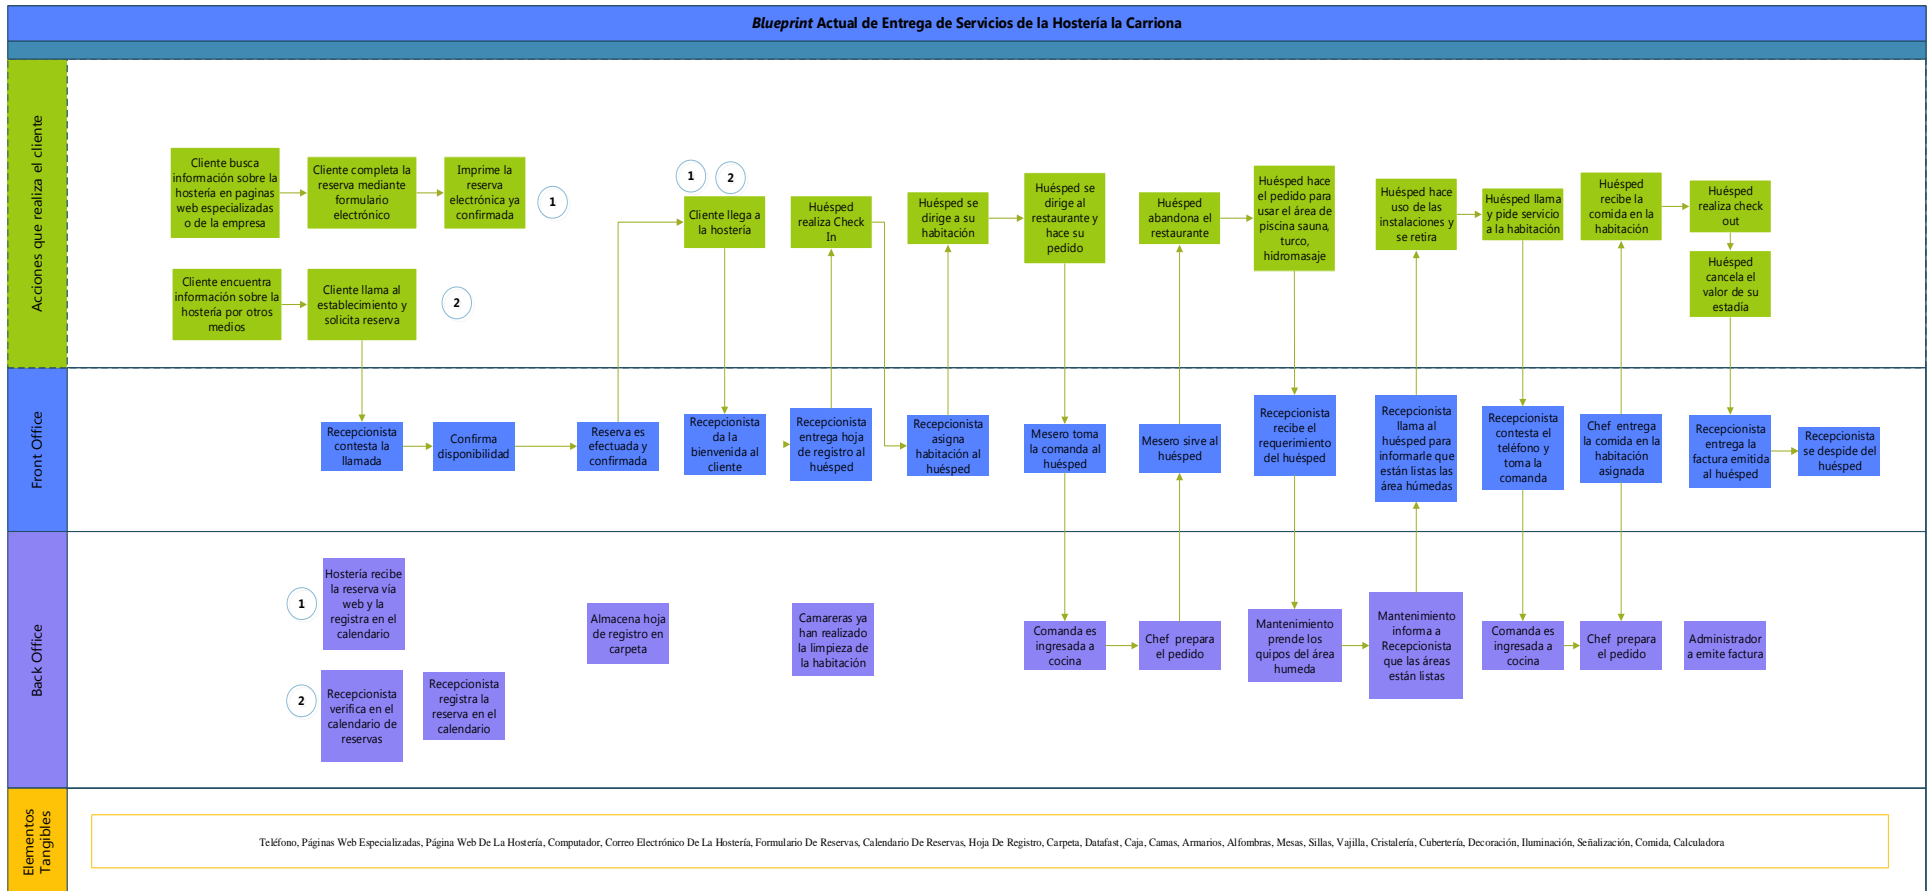 Blueprint Actual de Entrega de Servicios de la Hostería la Carriona
Acciones que realiza el cliente
Cliente busca
información sobre la
hostería en paginas
web especializadas
o de la empresa
Cliente completa la
reserva mediante
formulario
electrónico
Imprime la
reserva
electrónica ya
confirmada
1
Cliente encuentra
información sobre la
hostería por otros
medios
Cliente llama al
establecimiento y
solicita reserva
2
1
2
Cliente llega a
la hostería
Huésped
realiza Check
In
Huésped se
dirige a su
habitación
Huésped se
dirige al
restaurante y
hace su
pedido
Huésped
abandona el
restaurante
Huésped hace
el pedido para
usar el área de
piscina sauna,
turco,
hidromasaje
Huésped hace
uso de las
instalaciones y
se retira
Huésped llama
y pide servicio
a la habitación
Huésped
recibe la
comida en la
habitación
Huésped
realiza check
out
Huésped
cancela el
valor de su
estadía
Front Office
Recepcionista
contesta la
llamada
Confirma
disponibilidad
Reserva es
efectuada y
confirmada
Recepcionista
da la
bienvenida al
cliente
Recepcionista
entrega hoja
de registro al
huésped
Recepcionista
asigna
habitación al
huésped
Mesero toma
la comanda al
huésped
Mesero sirve al
huésped
Recepcionista
recibe el
requerimiento
del huésped
Recepcionista
llama al
huésped para
informarle que
están listas las
área húmedas
Recepcionista
contesta el
teléfono y
toma la
comanda
Chef entrega
la comida en la
habitación
asignada
Recepcionista
entrega la
factura emitida
al huésped
Recepcionista
se despide del
huésped
Back Office
1
Hostería recibe
la reserva vía
web y la
registra en el
calendario
2
Recepcionista
verifica en el
calendario de
reservas
Recepcionista
registra la
reserva en el
calendario
Almacena hoja
de registro en
carpeta
Camareras ya
han realizado
la limpieza de
la habitación
Comanda es
ingresada a
cocina
Chef prepara
el pedido
Mantenimiento
prende los
quipos del área
humeda
Mantenimiento
informa a
Recepcionista
que las áreas
están listas
Comanda es
ingresada a
cocina
Chef prepara
el pedido
Administrador
a emite factura
Elementos
Tangibles
Teléfono, Páginas Web Especializadas, Página Web De La Hostería, Computador, Correo Electrónico De La Hostería, Formulario De Reservas, Calendario De Reservas, Hoja De Registro, Carpeta, Datafast, Caja, Camas, Armarios, Alfombras, Mesas, Sillas, Vajilla, Cristalería, Cubertería, Decoración, Iluminación, Señalización, Comida, Calculadora